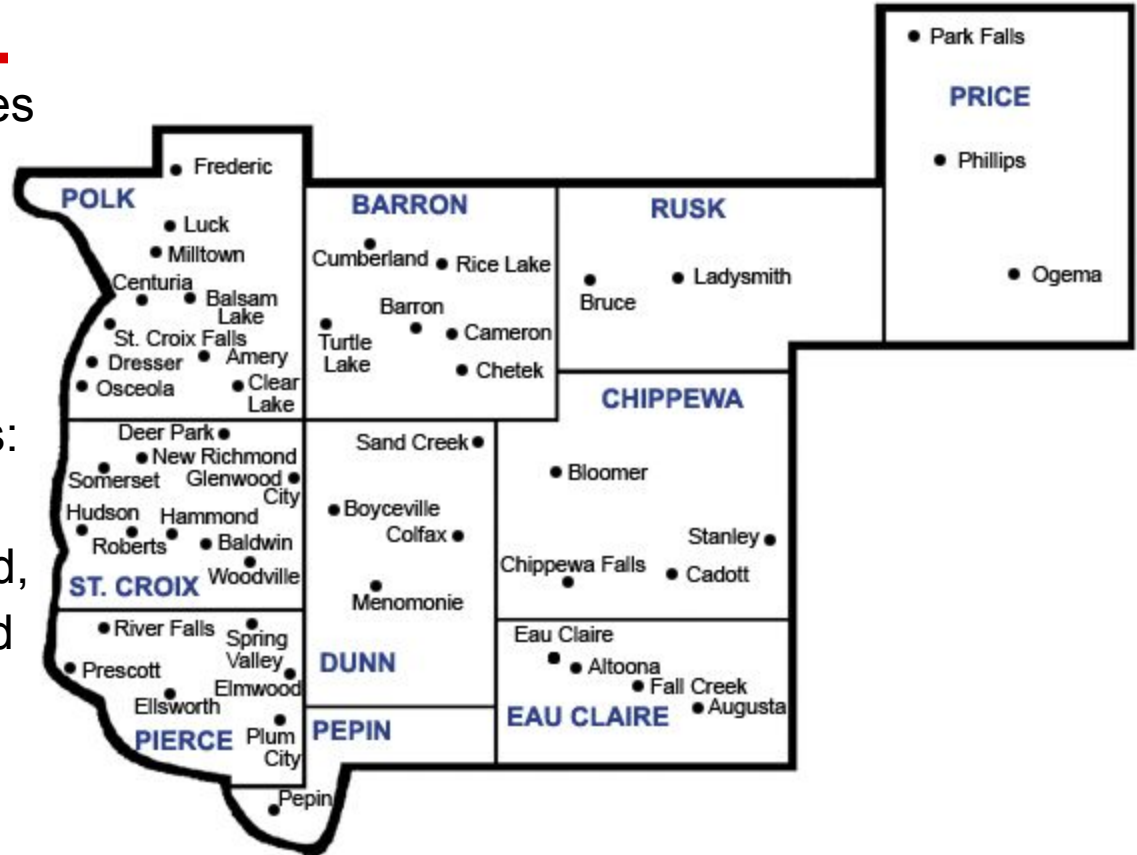 es
s:
d,
d
Park Falls
PRICE
Phillips
Ogema
Frederic
POLK
Luck
Milltown
Centuria
Balsam
Lake
St. Croix Falls
Dresser
Amery
Osceola
Clear
Lake
BARRON
Cumberland
Rice Lake
Barron
Turtle
Lake
Cameron
Chetek
RUSK
Bruce
Ladysmith
CHIPPEWA
Bloomer
Stanley
Chippewa Falls
Cadott
Deer Park
New Richmond
Somerset
Glenwood
City
Hudson
Hammond
Roberts
Baldwin
Woodville
ST. CROIX
Sand Creek
Boyceville
Colfax
Menomonie
DUNN
Eau Claire
Altoona
Fall Creek
Augusta
EAU CLAIRE
River Falls
Spring
Valley
Prescott
Elmwood
Ellsworth
PIERCE
Plum
City
PEPIN
Pepin